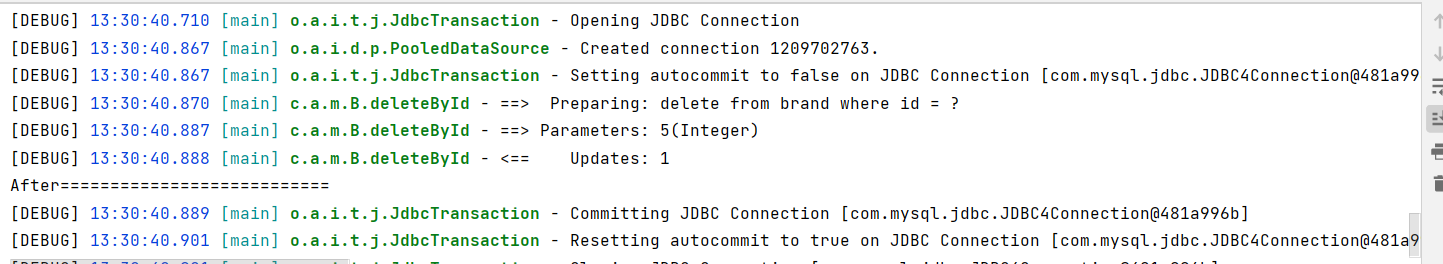 [DEBUG] 13:30:40.710 [main] o.a.i.t.j.JdbcTransaction - Opening JDBC Connection
[DEBUG] 13:30:40.867 [main] o.a.i.d.p.PooledDataSource - Created connection 1209702763.
[DEBUG] 13:30:40.867 [main] o.a.i.t.j.JdbcTransaction - Setting autocommit to false on JDBC Connection [com.mysql.jdbc.JDBC4Connection@481a99
[DEBUG] 13:30:40.870 [main] c.a.m.B.deleteById - ==>  Preparing: delete from brand where id = ?
[DEBUG] 13:30:40.887 [main] c.a.m.B.deleteById - ==> Parameters: 5(Integer)
[DEBUG] 13:30:40.888 [main] c.a.m.B.deleteById - <==    Updates: 1
After===========================
[DEBUG] 13:30:40.889 [main] o.a.i.t.j.JdbcTransaction - Committing JDBC Connection [com.mysql.jdbc.JDBC4Connection@481a996b]
[DEBUG] 13:30:40.901 [main] o.a.i.t.j.JdbcTransaction - Resetting autocommit to true on JDBC Connection [com.mysql.jdbc.JDBC4Connection@481a9